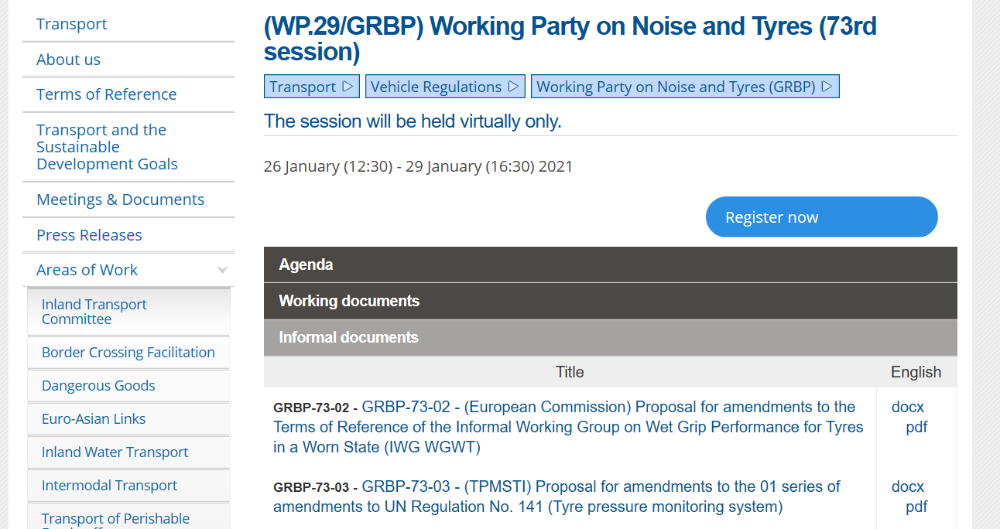 Transport
About us
Terms of Reference
Transport and the
Sustainable
Development Goals
Meetings & Documents
Press Releases
Areas of Work
Inland Transport
Committee
Border Crossing Facilitation
Dangerous Goods
Euro-Asian Links
Inland Water Transport
Intermodal Transport
Transport of Perishable
(WP.29/GRBP) Working Party on Noise and Tyres (73rd
session)
Transport ▷ Vehicle Regulations ▷ Working Party on Noise and Tyres (GRBP) ▷
The session will be held virtually only.
26 January (12:30) - 29 January (16:30) 2021
Register now
Agenda
Working documents
Informal documents
Title English
GRBP-73-02 - GRBP-73-02 - (European Commission) Proposal for amendments to the docx
Terms of Reference of the Informal Working Group on Wet Grip Performance for Tyres pdf
in a Worn State (IWG WGWT)
GRBP-73-03 - GRBP-73-03 - (TPMSTI) Proposal for amendments to the 01 series of docx
amendments to UN Regulation No. 141 (Tyre pressure monitoring system) pdf